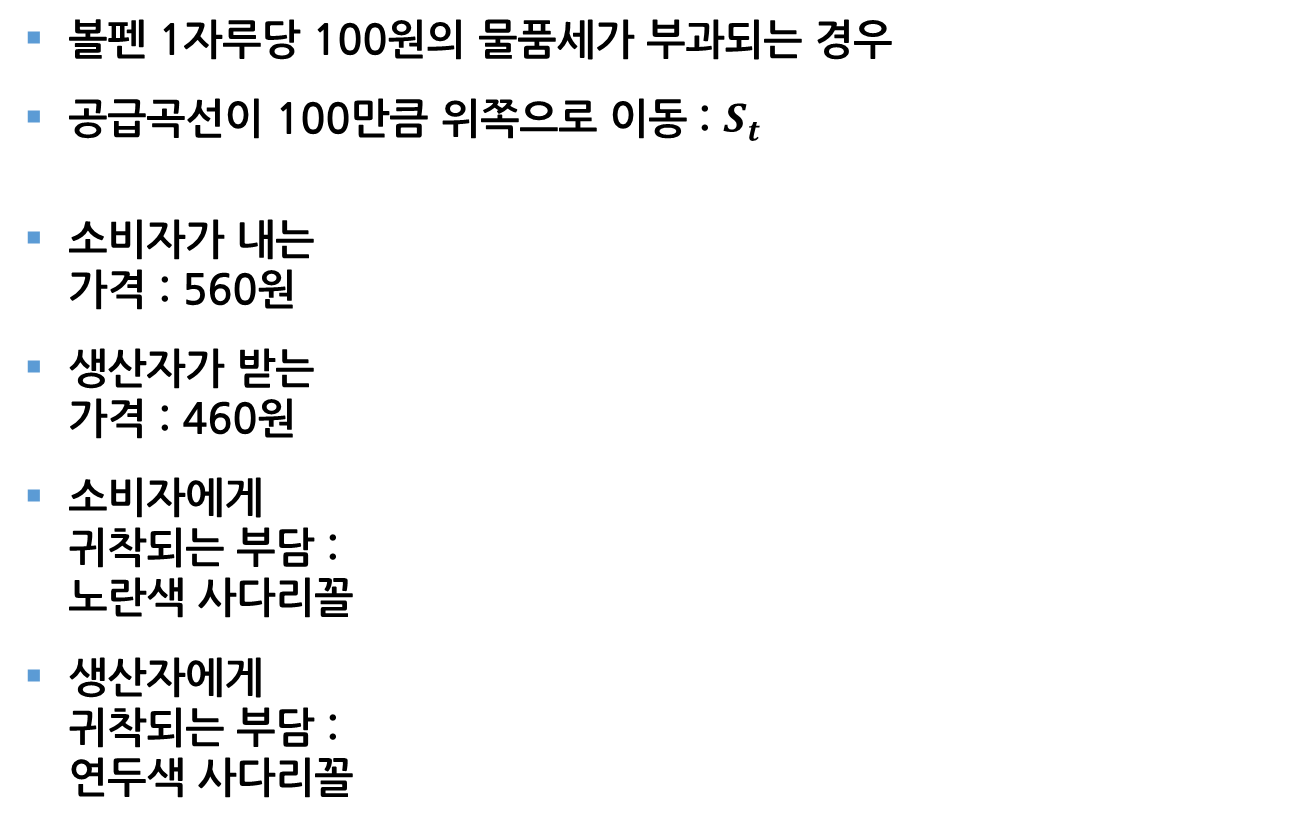 ▪ 볼펜 1자루당 100원의 물품세가 부과되는 경우
▪ 공급곡선이 100만큼 위쪽으로 이동 : S_t
▪ 소비자가 내는
가격 : 560원
▪ 생산자가 받는
가격 : 460원
▪ 소비자에게
귀착되는 부담 :
노란색 사다리꼴
▪ 생산자에게
귀착되는 부담 :
연두색 사다리꼴